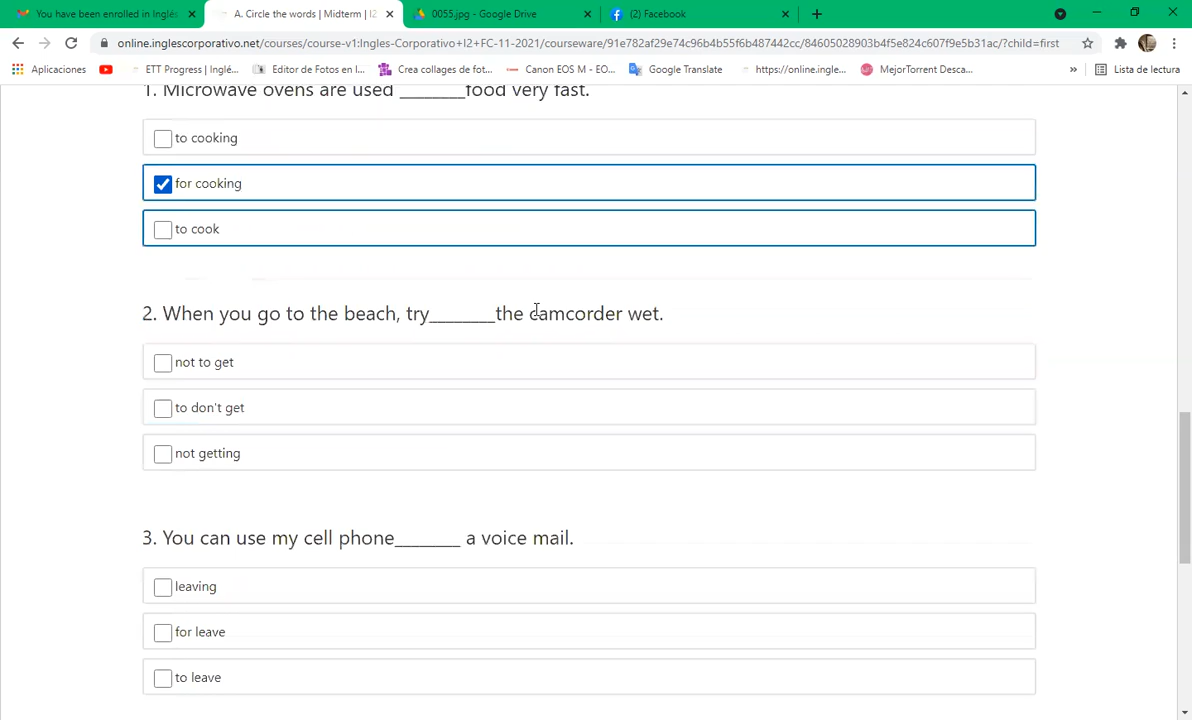 You have been enrolled in Inglés
A. Circle the words | Midterm | I2
0055.jpg - Google Drive
(2) Facebook
online.inglescorporativo.net/courses/course-v1:Ingles-Corporativo+I2+FC-11-2021/courseware/91e782af29e74c96b4b55f6b487442cc/84605028903b4f5e824c607f9e5b31ac/?child=first
Aplicaciones
ETT Progress | Inglé...
Editor de Fotos en l...
Crea collages de fot...
Canon EOS M - EO...
Google Translate
https://online.ingle...
MejorTorrent Desca...
»
Lista de lectura
1. Microwave ovens are used ________food very fast.
to cooking
for cooking
to cook
2. When you go to the beach, try________the camcorder wet.
not to get
to don't get
not getting
3. You can use my cell phone________ a voice mail.
leaving
for leave
to leave